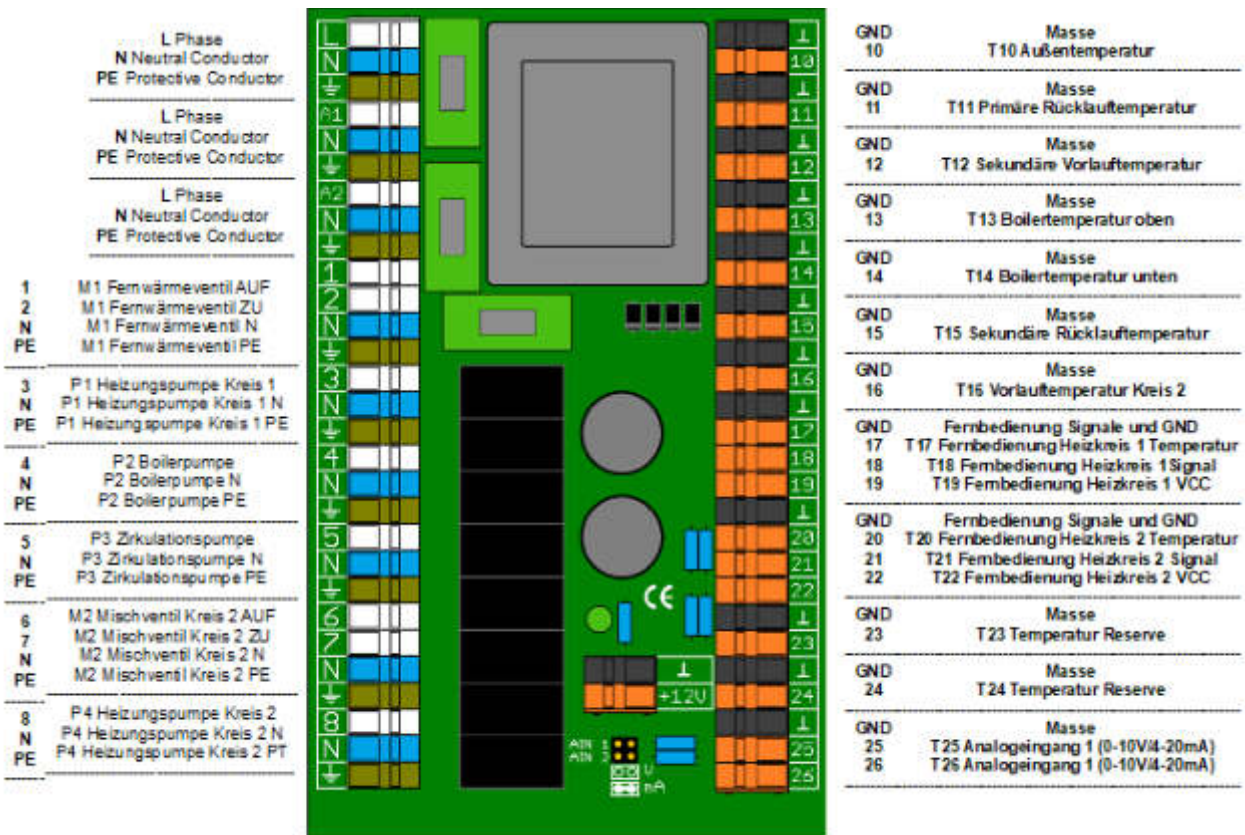 L Phase
N Neutral Conductor
PE Protective Conductor
L Phase
N Neutral Conductor
PE Protective Conductor
L Phase
N Neutral Conductor
PE Protective Conductor
1 M1 Fernwärmeventil AUF
2 M1 Fernwärmeventil ZU
N M1 Fernwärmeventil N
PE M1 Fernwärmeventil PE
3 P1 Heizungspumpe Kreis 1
N P1 Heizungspumpe Kreis 1 N
PE P1 Heizungspumpe Kreis 1 PE
4 P2 Boilerpumpe
N P2 Boilerpumpe N
PE P2 Boilerpumpe PE
5 P3 Zirkulationspumpe
N P3 Zirkulationspumpe N
PE P3 Zirkulationspumpe PE
6 M2 Mischventil Kreis 2 AUF
7 M2 Mischventil Kreis 2 ZU
N M2 Mischventil Kreis 2 N
PE M2 Mischventil Kreis 2 PE
8 P4 Heizungspumpe Kreis 2
N P4 Heizungspumpe Kreis 2 N
PE P4 Heizungspumpe Kreis 2 PT
L
N
A1
N
A2
N
1
2
N
3
N
4
N
5
N
6
7
N
8
N
CE
+12V
AIN 1
AIN 2
V
mA
10
11
12
13
14
15
16
17
18
19
20
21
22
23
24
25
26
GND Masse
10 T10 Außentemperatur
GND Masse
11 T11 Primäre Rücklauftemperatur
GND Masse
12 T12 Sekundäre Vorlauftemperatur
GND Masse
13 T13 Boilertemperatur oben
GND Masse
14 T14 Boilertemperatur unten
GND Masse
15 T15 Sekundäre Rücklauftemperatur
GND Masse
16 T16 Vorlauftemperatur Kreis 2
GND Fernbedienung Signale und GND
17 T17 Fernbedienung Heizkreis 1 Temperatur
18 T18 Fernbedienung Heizkreis 1 Signal
19 T19 Fernbedienung Heizkreis 1 VCC
GND Fernbedienung Signale und GND
20 T20 Fernbedienung Heizkreis 2 Temperatur
21 T21 Fernbedienung Heizkreis 2 Signal
22 T22 Fernbedienung Heizkreis 2 VCC
GND Masse
23 T23 Temperatur Reserve
GND Masse
24 T24 Temperatur Reserve
GND Masse
25 T25 Analogeingang 1 (0-10V/4-20mA)
26 T26 Analogeingang 1 (0-10V/4-20mA)